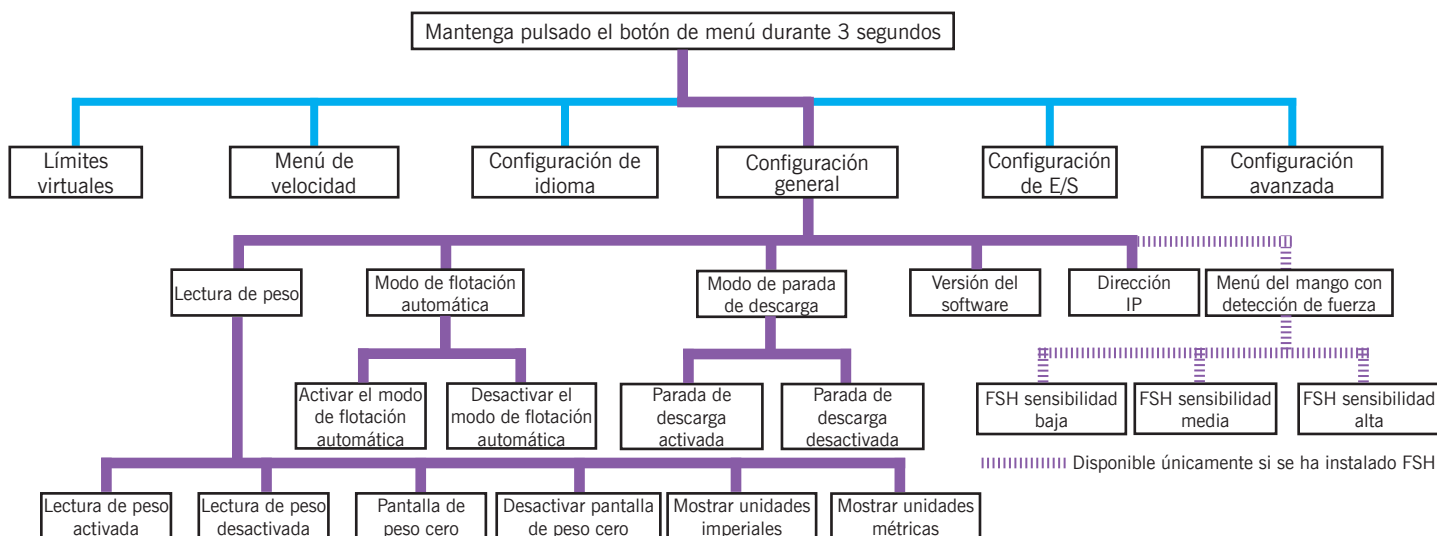 Mantenga pulsado el botón de menú durante 3 segundos
Límites
virtuales
Menú de
velocidad
Configuración de
idioma
Configuración
general
Configuración
de E/S
Configuración
avanzada
Lectura de peso
Modo de flotación
automática
Modo de parada
de descarga
Versión del
software
Dirección
IP
Menú del mango con
detección de fuerza
Activar el modo
de flotación
automática
Desactivar el
modo de flotación
automática
Parada de
descarga
activada
Parada de
descarga
desactivada
FSH sensibilidad
baja
FSH sensibilidad
media
FSH sensibilidad
alta
Disponible únicamente si se ha instalado FSH
Lectura de peso
activada
Lectura de peso
desactivada
Pantalla de
peso cero
Desactivar pantalla
de peso cero
Mostrar unidades
imperiales
Mostrar unidades
métricas